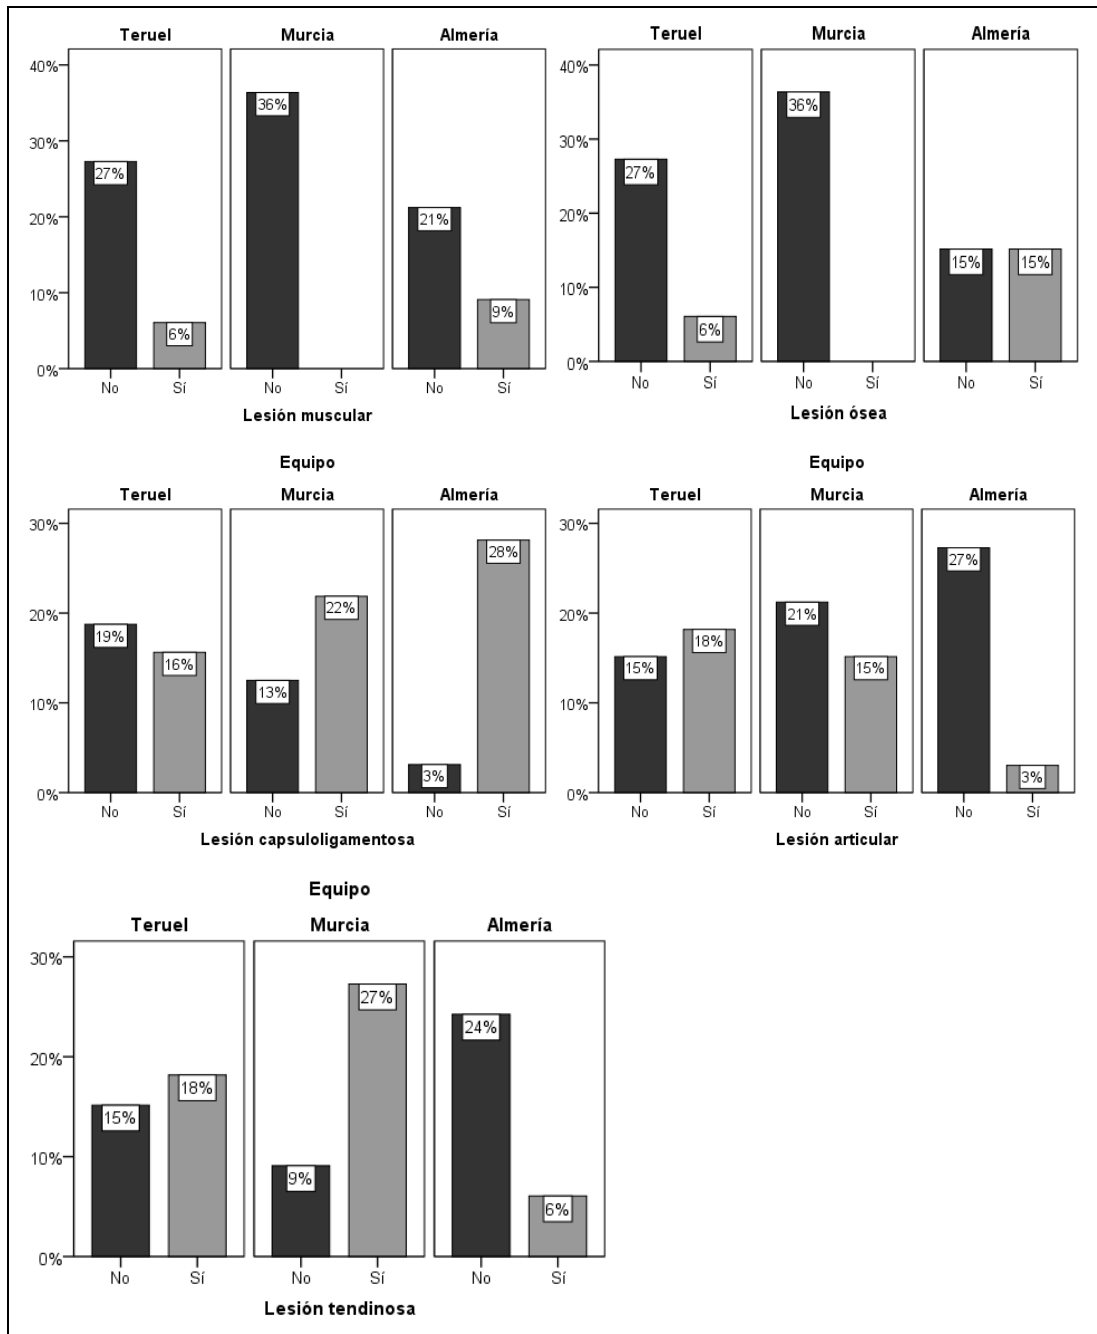 Teruel Murcia Almería
40%
30%
20%
10%
0%
27%
6%
36%
21%
9%
No Sí No Sí No Sí
Lesión muscular
Teruel Murcia Almería
40%
30%
20%
10%
0%
27%
6%
36%
15%
15%
No Sí No Sí No Sí
Lesión ósea
Equipo
Teruel Murcia Almería
30%
20%
10%
0%
19%
16%
13%
22%
3%
28%
No Sí No Sí No Sí
Lesión capsuloligamentosa
Equipo
Teruel Murcia Almería
30%
20%
10%
0%
15%
18%
21%
15%
27%
3%
No Sí No Sí No Sí
Lesión articular
Equipo
Teruel Murcia Almería
30%
20%
10%
0%
15%
18%
9%
27%
24%
6%
No Sí No Sí No Sí
Lesión tendinosa